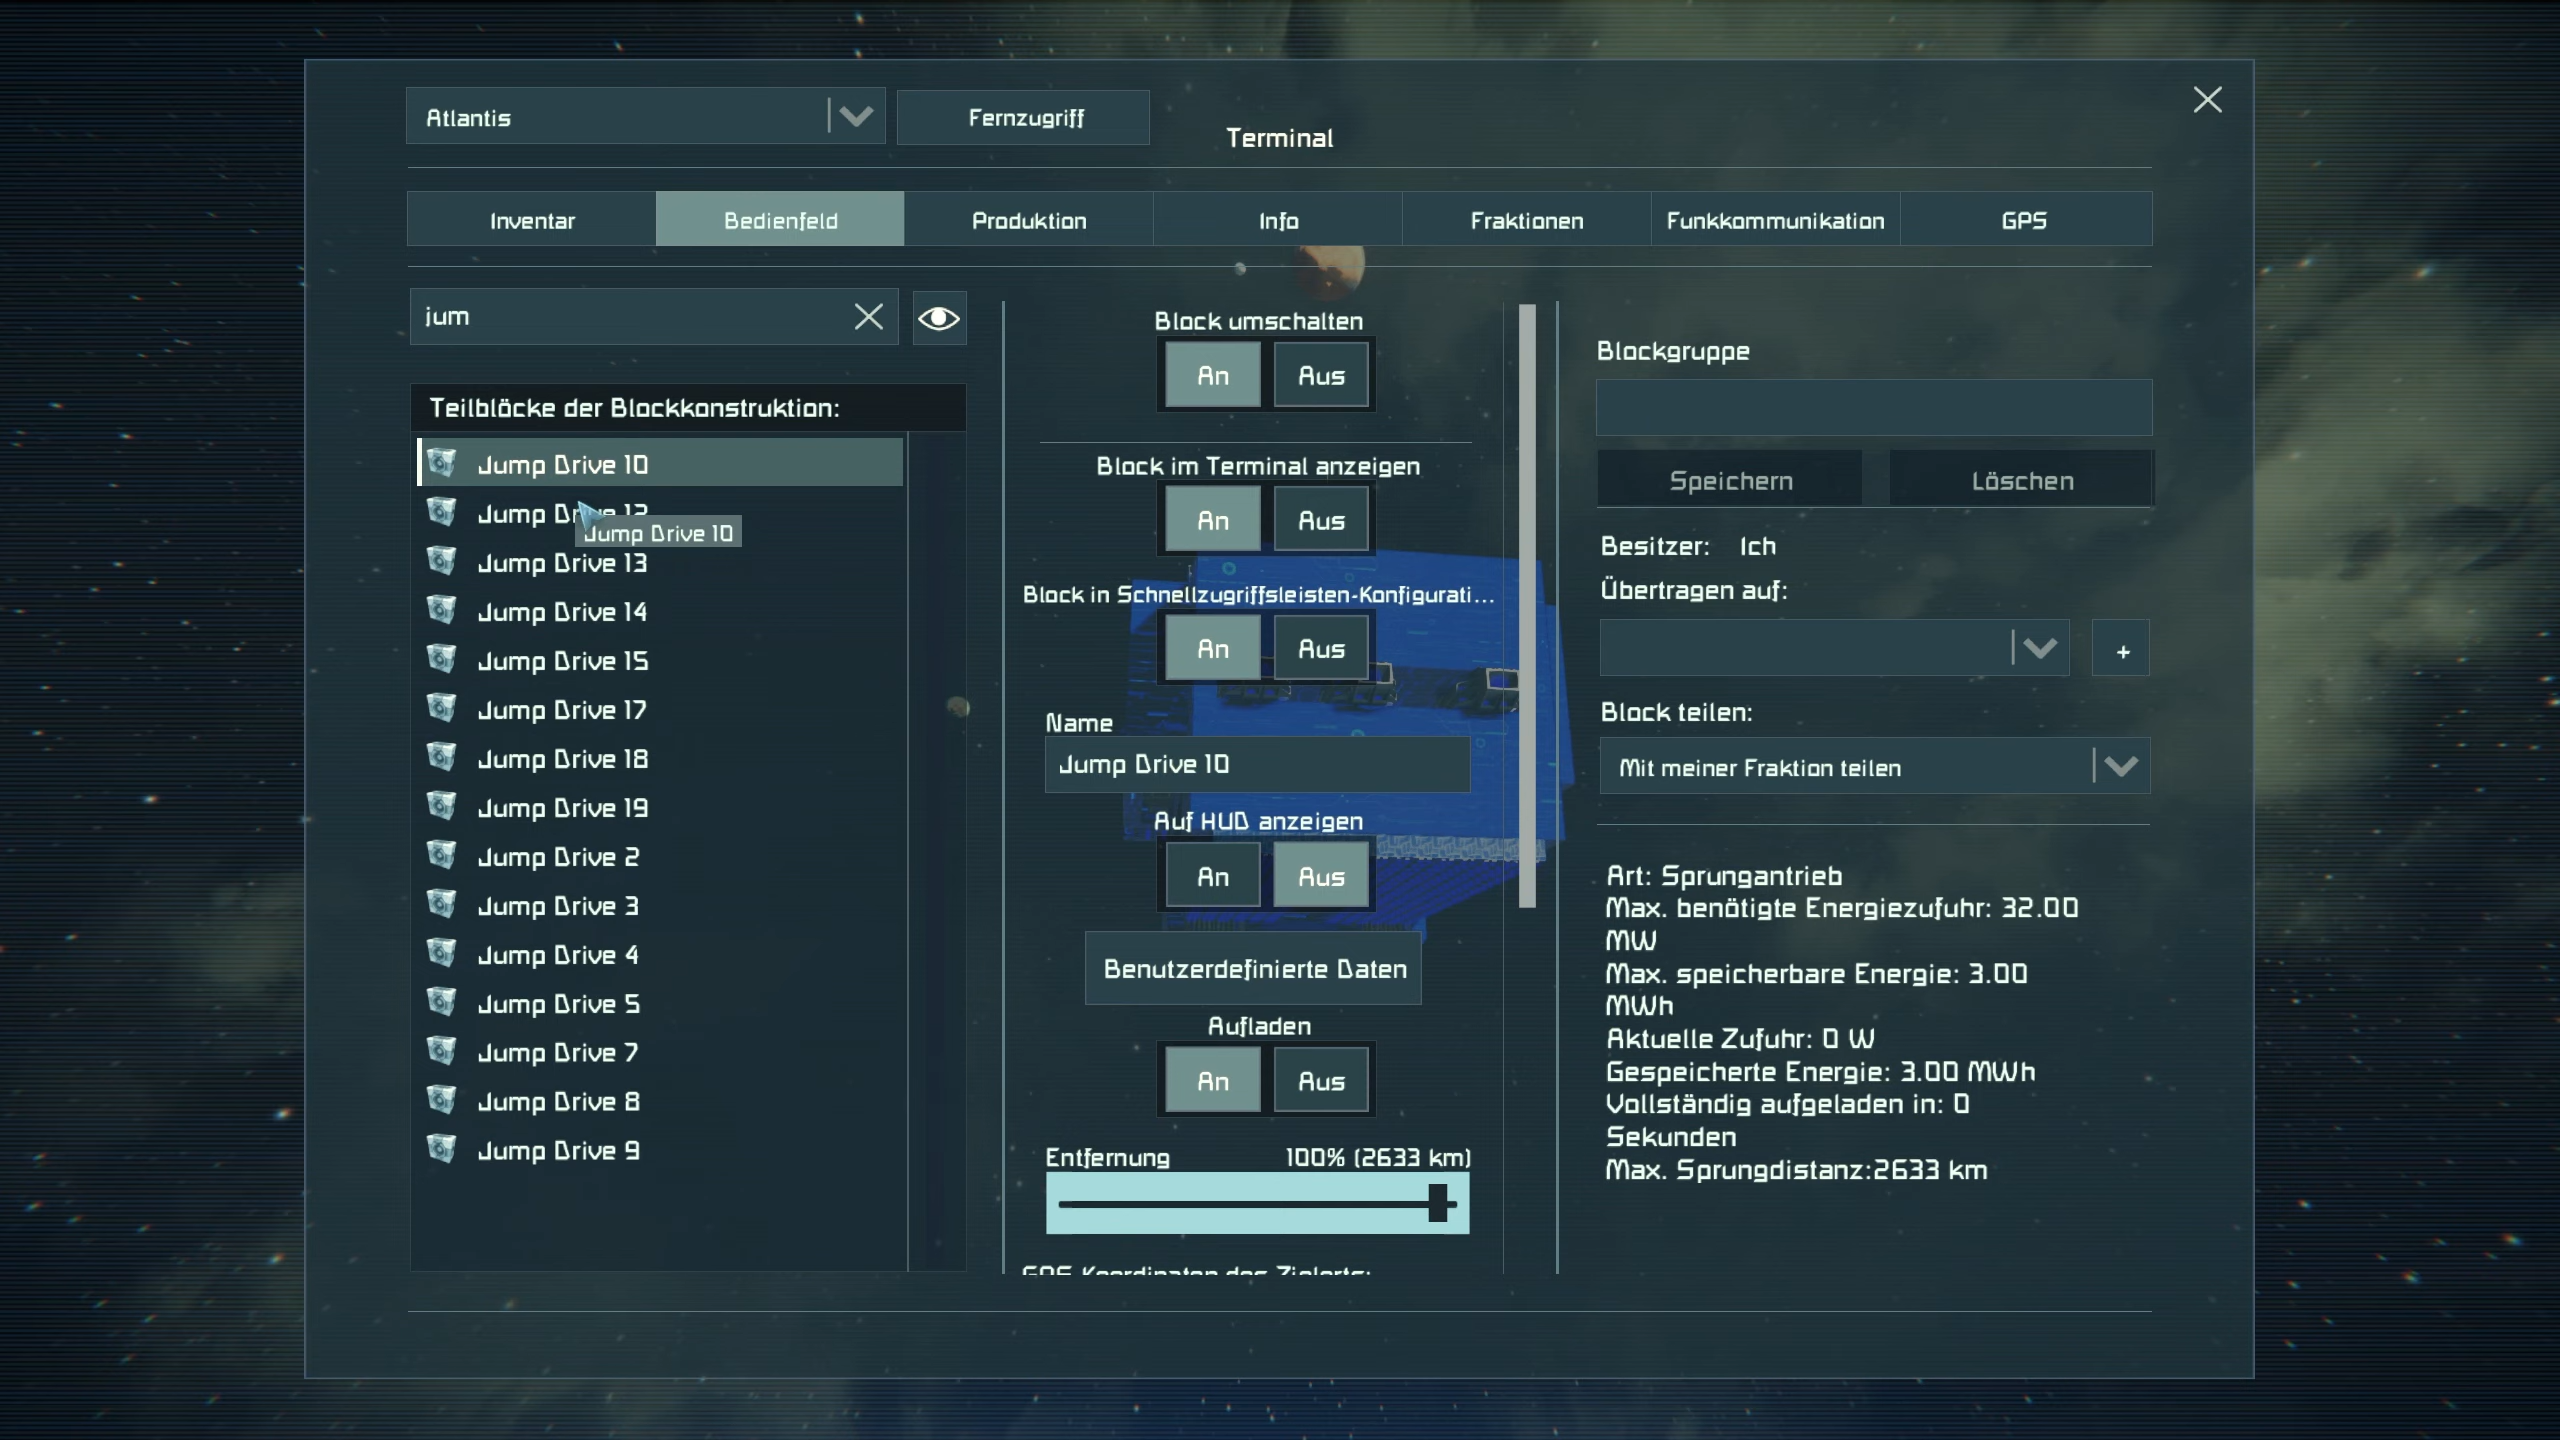 Atlantis
Fernzugriff
Terminal
Inventar
Bedienfeld
Produktion
Info
Fraktionen
Funkkommunikation
GPS
jum
Teilblöcke der Blockkonstruktion:
Jump Drive 10
Jump Drive 12
Jump Drive 10
Jump Drive 13
Jump Drive 14
Jump Drive 15
Jump Drive 17
Jump Drive 18
Jump Drive 19
Jump Drive 2
Jump Drive 3
Jump Drive 4
Jump Drive 5
Jump Drive 7
Jump Drive 8
Jump Drive 9
Block umschalten
An
Aus
Block im Terminal anzeigen
An
Aus
Block in Schnellzugriffsleisten-Konfigurati...
An
Aus
Name
Jump Drive 10
Auf HUD anzeigen
An
Aus
Benutzerdefinierte Daten
Aufladen
An
Aus
Entfernung 100% (2633 km)
GPS-Koordinaten des Zielorts:
Blockgruppe
Speichern
Löschen
Besitzer: Ich
Übertragen auf:
+
Block teilen:
Mit meiner Fraktion teilen
Art: Sprungantrieb
Max. benötigte Energiezufuhr: 32.00
MW
Max. speicherbare Energie: 3.00
MWh
Aktuelle Zufuhr: 0 W
Gespeicherte Energie: 3.00 MWh
Vollständig aufgeladen in: 0
Sekunden
Max. Sprungdistanz:2633 km